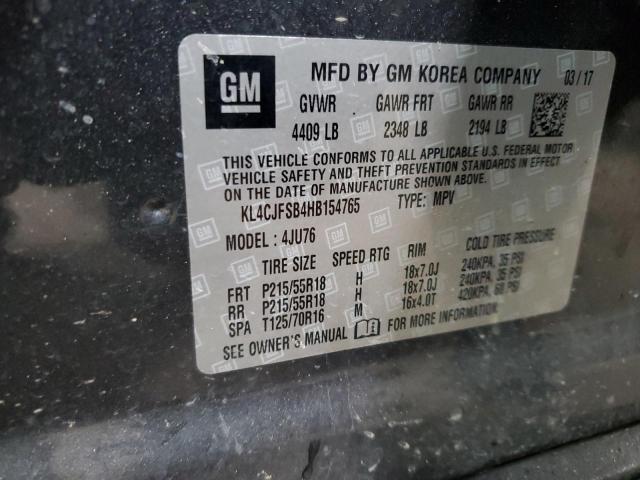 GM
MFD BY GM KOREA COMPANY 03/17
GVWR GAWR FRT GAWR RR
4409 LB 2348 LB 2194 LB
THIS VEHICLE CONFORMS TO ALL APPLICABLE U.S. FEDERAL MOTOR
VEHICLE SAFETY AND THEFT PREVENTION STANDARDS IN EFFECT
ON THE DATE OF MANUFACTURE SHOWN ABOVE.
KL4CJFSB4HB154765 TYPE: MPV
MODEL: 4JU76
TIRE SIZE SPEED RTG RIM COLD TIRE PRESSURE
FRT P215/55R18 H 18x7.0J 240KPA, 35 PSI
RR P215/55R18 H 18x7.0J 240KPA, 35 PSI
SPA T125/70R16 M 16x4.0T 420KPA, 60 PSI
SEE OWNER'S MANUAL FOR MORE INFORMATION.